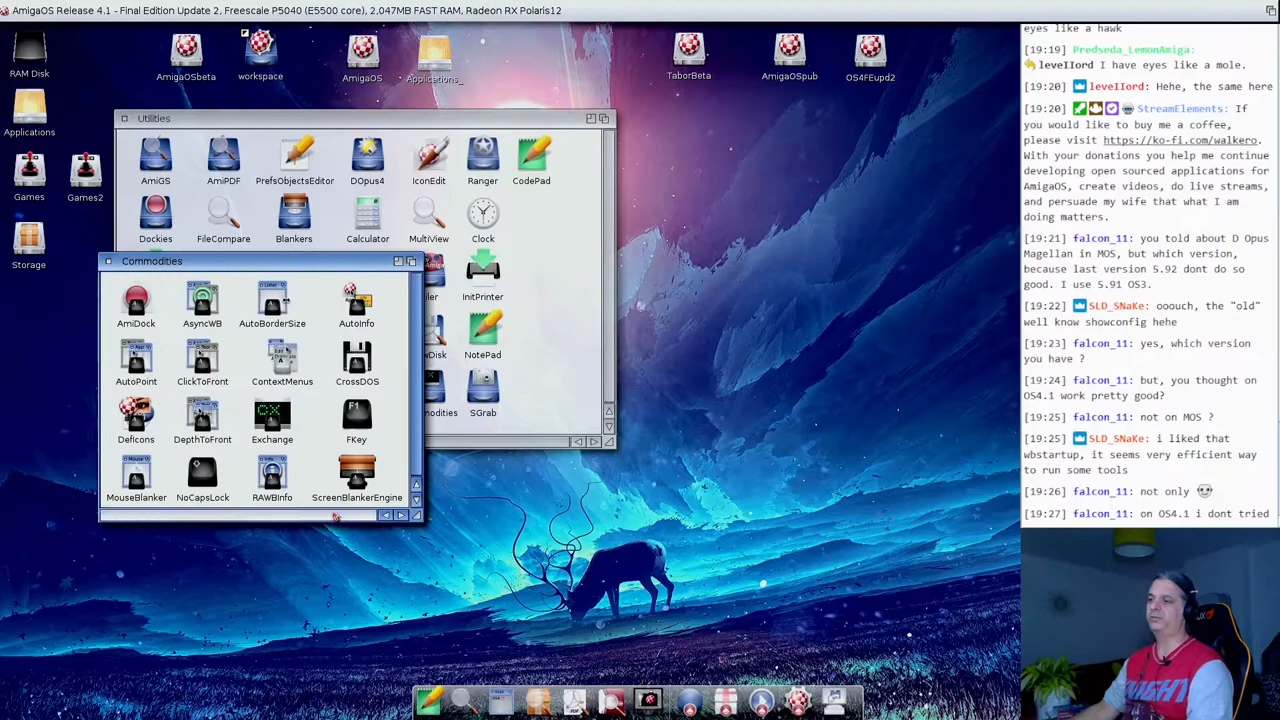 AmigaOS Release 4.1 - Final Edition Update 2, Freescale P5040 (E5500 core), 2,047MB FAST RAM, Radeon RX Polaris12
RAM Disk
AmigaOSbeta
workspace
AmigaOS
Applications_
TaborBeta
AmigaOSpub
OS4FEupd2
Applications
Games
Games2
Storage
Utilities
AmiGS
AmiPDF
PrefsObjectsEditor
DOpus4
IconEdit
Ranger
CodePad
Dockies
FileCompare
Blankers
Calculator
MultiView
Clock
InitPrinter
NotePad
SGrab
Commodities
AmiDock
AsyncWB
AutoBorderSize
AutoInfo
AutoPoint
ClickToFront
ContextMenus
CrossDOS
DefIcons
DepthToFront
Exchange
FKey
MouseBlanker
NoCapsLock
RAWBInfo
ScreenBlankerEngine
eyes like a hawk
[19:19] Predseda_LemonAmiga:
leveIIord I have eyes like a mole.
[19:20] leveIIord: Hehe, the same here
[19:20] StreamElements: If
you would like to buy me a coffee,
please visit https://ko-fi.com/walkero.
With your donations you help me continue
developing open sourced applications for
AmigaOS, create videos, do live streams,
and persuade my wife that what I am
doing matters.
[19:21] falcon_11: you told about D Opus
Magellan in MOS, but which version,
because last version 5.92 dont do so
good. I use 5.91 OS3.
[19:22] SLD_SNaKe: ooouch, the "old"
well know showconfig hehe
[19:23] falcon_11: yes, which version
you have ?
[19:24] falcon_11: but, you thought on
OS4.1 work pretty good?
[19:25] falcon_11: not on MOS ?
[19:25] SLD_SNaKe: i liked that
wbstartup, it seems very efficient way
to run some tools
[19:26] falcon_11: not only
[19:27] falcon_11: on OS4.1 i dont tried